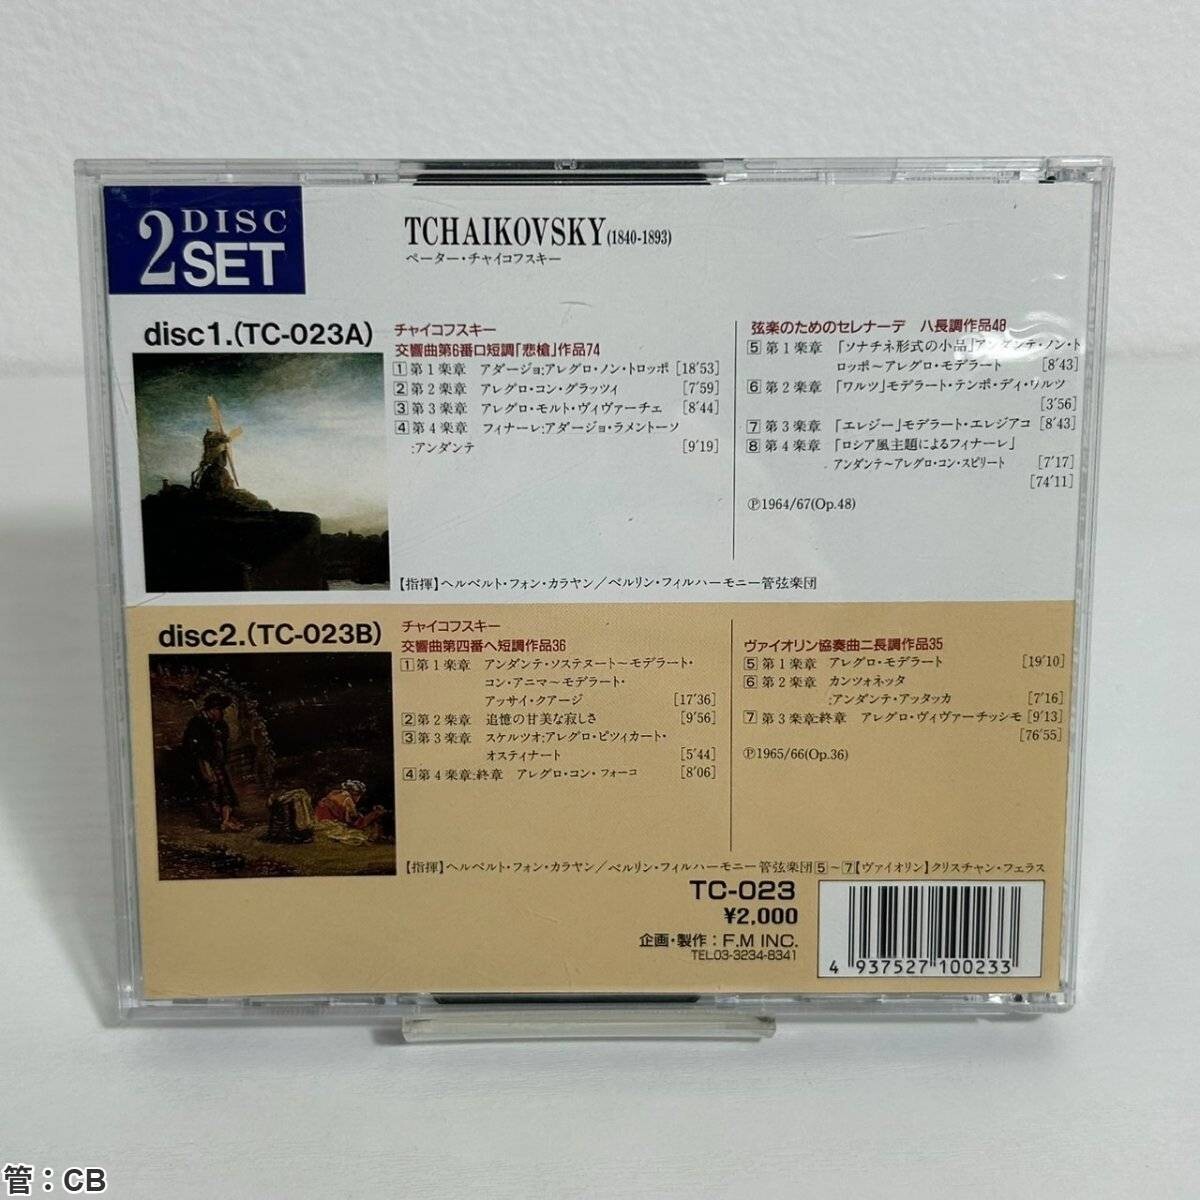 2 DISC SET
TCHAIKOVSKY(1840-1893)
ペーター・チャイコフスキー
disc1.(TC-023A)
チャイコフスキー
交響曲第6番ロ短調「悲槍」作品74
1 第1楽章 アダージョ:アレグロ・ノン・トロッポ [18′53]
2 第2楽章 アレグロ・コン・グラッツィ [7′59]
3 第3楽章 アレグロ・モルト・ヴィヴァーチェ [8′44]
4 第4楽章 フィナーレ:アダージョ・ラメントーソ
:アンダンテ [9′19]
弦楽のためのセレナーデ ハ長調作品48
5 第1楽章 「ソナチネ形式の小品」アンダンテ・ノン・ト
ロッポ〜アレグロ・モデラート [8′43]
6 第2楽章 「ワルツ」モデラート・テンポ・ディ・ワルツ
[3′56]
7 第3楽章 「エレジー」モデラート・エレジアコ [8′43]
8 第4楽章 「ロシア風主題によるフィナーレ」
アンダンテ〜アレグロ・コン・スピリート [7′17]
[74′11]
Ⓟ1964/67(Op.48)
【指揮】ヘルベルト・フォン・カラヤン/ベルリン・フィルハーモニー管弦楽団
disc2.(TC-023B)
チャイコフスキー
交響曲第四番ヘ短調作品36
1 第1楽章 アンダンテ・ソステヌート〜モデラート・
コン・アニマ〜モデラート・
アッサイ・クアージ [17′36]
2 第2楽章 追憶の甘美な寂しさ [9′56]
3 第3楽章 スケルツオ:アレグロ・ピツィカート・
オスティナート [5′44]
4 第4楽章:終章 アレグロ・コン・フォーコ [8′06]
ヴァイオリン協奏曲ニ長調作品35
5 第1楽章 アレグロ・モデラート [19′10]
6 第2楽章 カンツォネッタ
:アンダンテ・アッタッカ [7′16]
7 第3楽章:終章 アレグロ・ヴィヴァーチッシモ [9′13]
[76′55]
Ⓟ1965/66(Op.36)
【指揮】ヘルベルト・フォン・カラヤン/ベルリン・フィルハーモニー管弦楽団 5〜7【ヴァイオリン】クリスチャン・フェラス
TC-023
¥2,000
企画・製作:F.M INC.
TEL03-3234-8341
4 937527 100233
管:CB